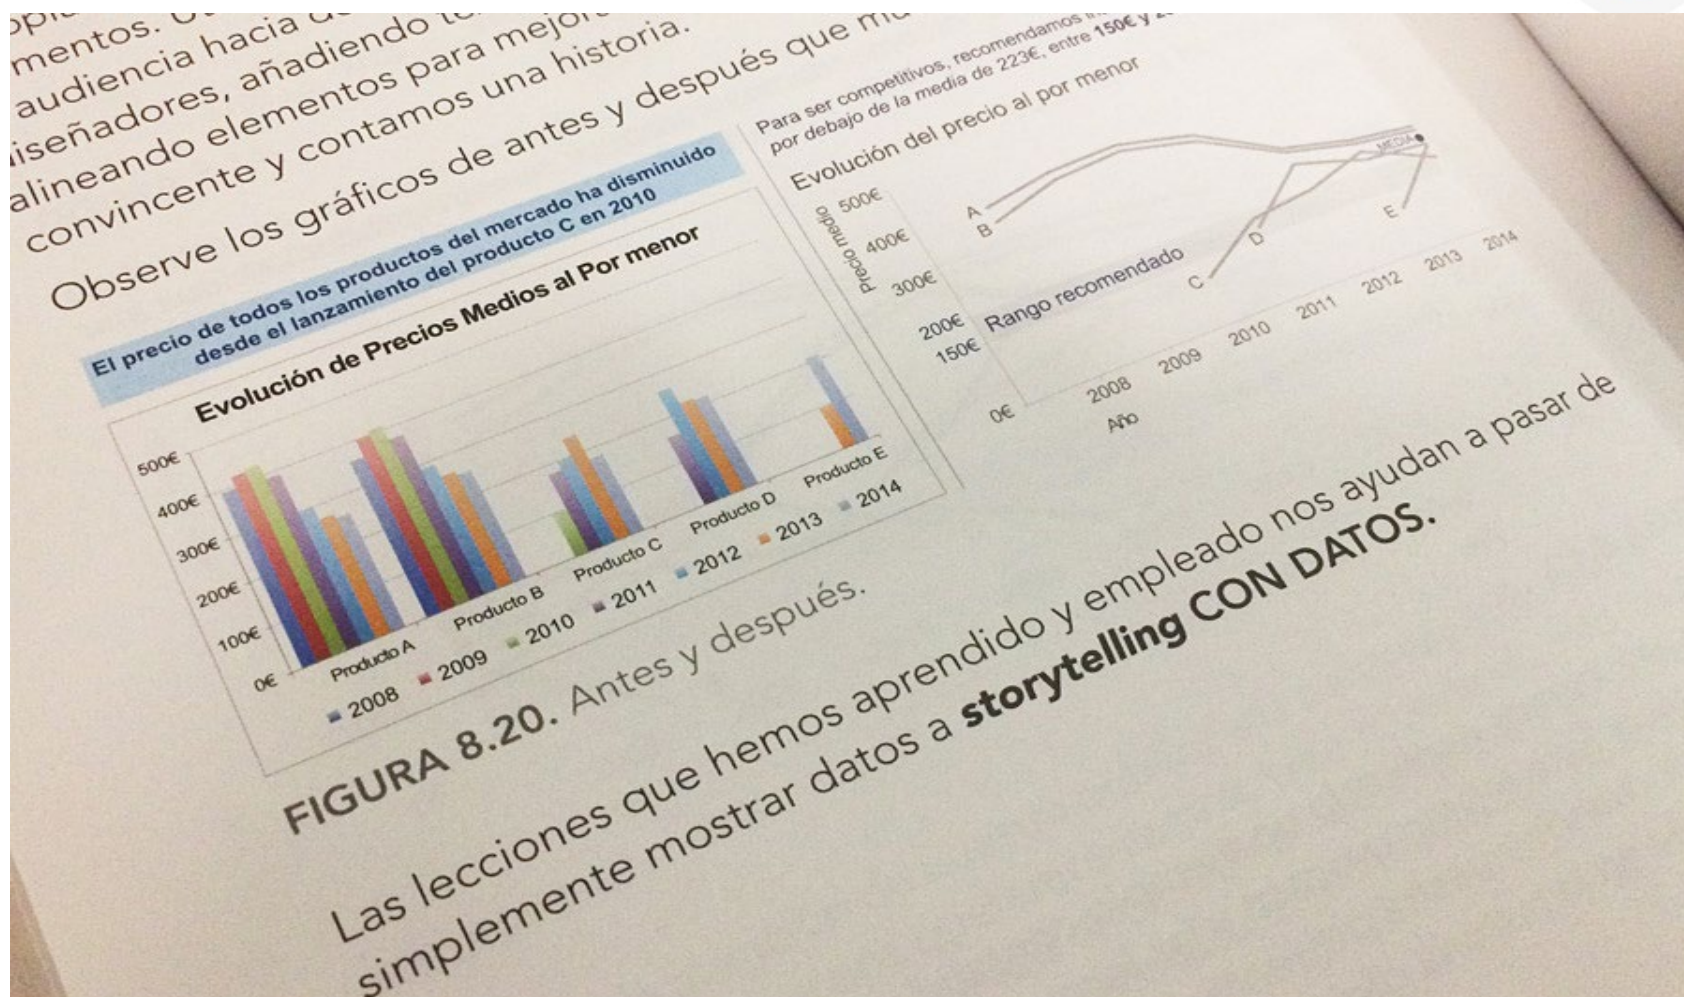 mentos.
audiencia hacia
diseñadores, añadiendo
alineando elementos para mejorar
convincente y contamos una historia.
Observe los gráficos de antes y después que
El precio de todos los productos del mercado ha disminuido
desde el lanzamiento del producto C en 2010
Evolución de Precios Medios al Por menor
500€
400€
300€
200€
100€
0€
Producto A
Producto B
Producto C
Producto D
Producto E
2008
2009
2010
2011
2012
2013
2014
Para ser competitivos, recomendamos
por debajo de la media de 223€, entre 150€ y
Evolución del precio al por menor
Precio medio
500€
400€
300€
200€
150€
0€
A
B
C
D
E
MEDIA
Rango recomendado
2008
2009
2010
2011
2012
2013
2014
Año
FIGURA 8.20. Antes y después.
Las lecciones que hemos aprendido y empleado nos ayudan a pasar de
simplemente mostrar datos a storytelling CON DATOS.